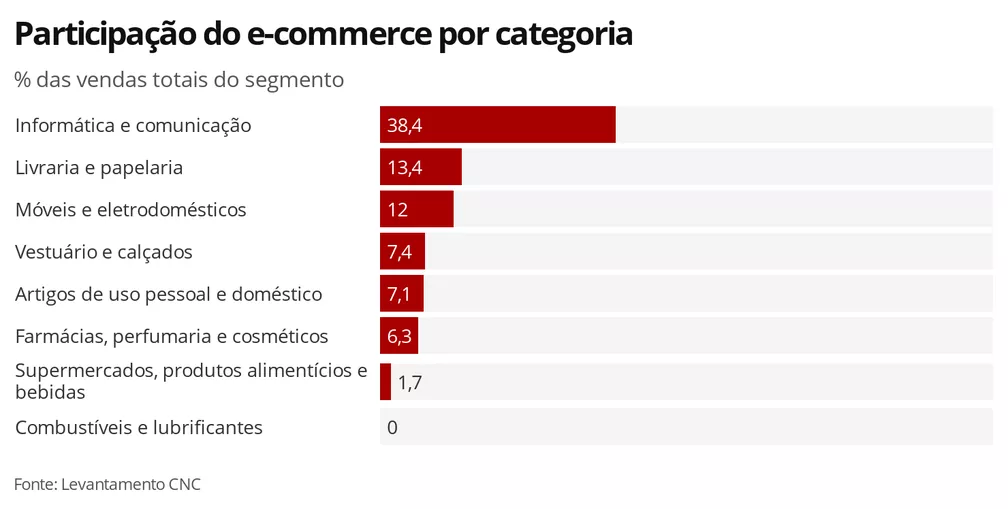 Participação do e-commerce por categoria
% das vendas totais do segmento
Informática e comunicação 38,4
Livraria e papelaria 13,4
Móveis e eletrodomésticos 12
Vestuário e calçados 7,4
Artigos de uso pessoal e doméstico 7,1
Farmácias, perfumaria e cosméticos 6,3
Supermercados, produtos alimentícios e
bebidas 1,7
Combustíveis e lubrificantes 0
Fonte: Levantamento CNC